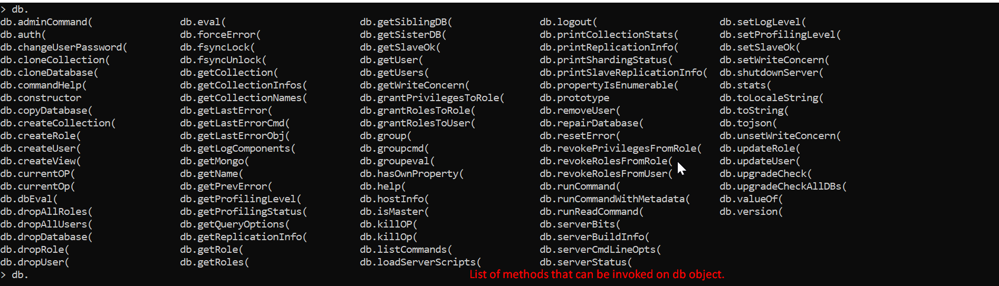 > db.
db.adminCommand( db.eval( db.getSiblingDB( db.logout( db.setLogLevel(
db.auth( db.forceError( db.getSisterDB( db.printCollectionStats( db.setProfilingLevel(
db.changeUserPassword( db.fsyncLock( db.getSlaveOk( db.printReplicationInfo( db.setSlaveOk(
db.cloneCollection( db.fsyncUnlock( db.getUser( db.printShardingStatus( db.setWriteConcern(
db.cloneDatabase( db.getCollection( db.getUsers( db.printSlaveReplicationInfo( db.shutdownServer(
db.commandHelp( db.getCollectionInfos( db.getWriteConcern( db.propertyIsEnumerable( db.stats(
db.constructor db.getCollectionNames( db.grantPrivilegesToRole( db.prototype db.toLocaleString(
db.copyDatabase( db.getLastError( db.grantRolesToRole( db.removeUser( db.toString(
db.createCollection( db.getLastErrorCmd( db.grantRolesToUser( db.repairDatabase( db.tojson(
db.createRole( db.getLastErrorObj( db.group( db.resetError( db.unsetWriteConcern(
db.createUser( db.getLogComponents( db.groupcmd( db.revokePrivilegesFromRole( db.updateRole(
db.createView( db.getMongo( db.groupeval( db.revokeRolesFromRole( db.updateUser(
db.currentOP( db.getName( db.hasOwnProperty( db.revokeRolesFromUser( db.upgradeCheck(
db.currentOp( db.getPrevError( db.help( db.runCommand( db.upgradeCheckAllDBs(
db.dbEval( db.getProfilingLevel( db.hostInfo( db.runCommandWithMetadata( db.valueOf(
db.dropAllRoles( db.getProfilingStatus( db.isMaster( db.runReadCommand( db.version(
db.dropAllUsers( db.getQueryOptions( db.killOP( db.serverBits(
db.dropDatabase( db.getReplicationInfo( db.killOp( db.serverBuildInfo(
db.dropRole( db.getRole( db.listCommands( db.serverCmdLineOpts(
db.dropUser( db.getRoles( db.loadServerScripts( db.serverStatus(
> db.
List of methods that can be invoked on db object.